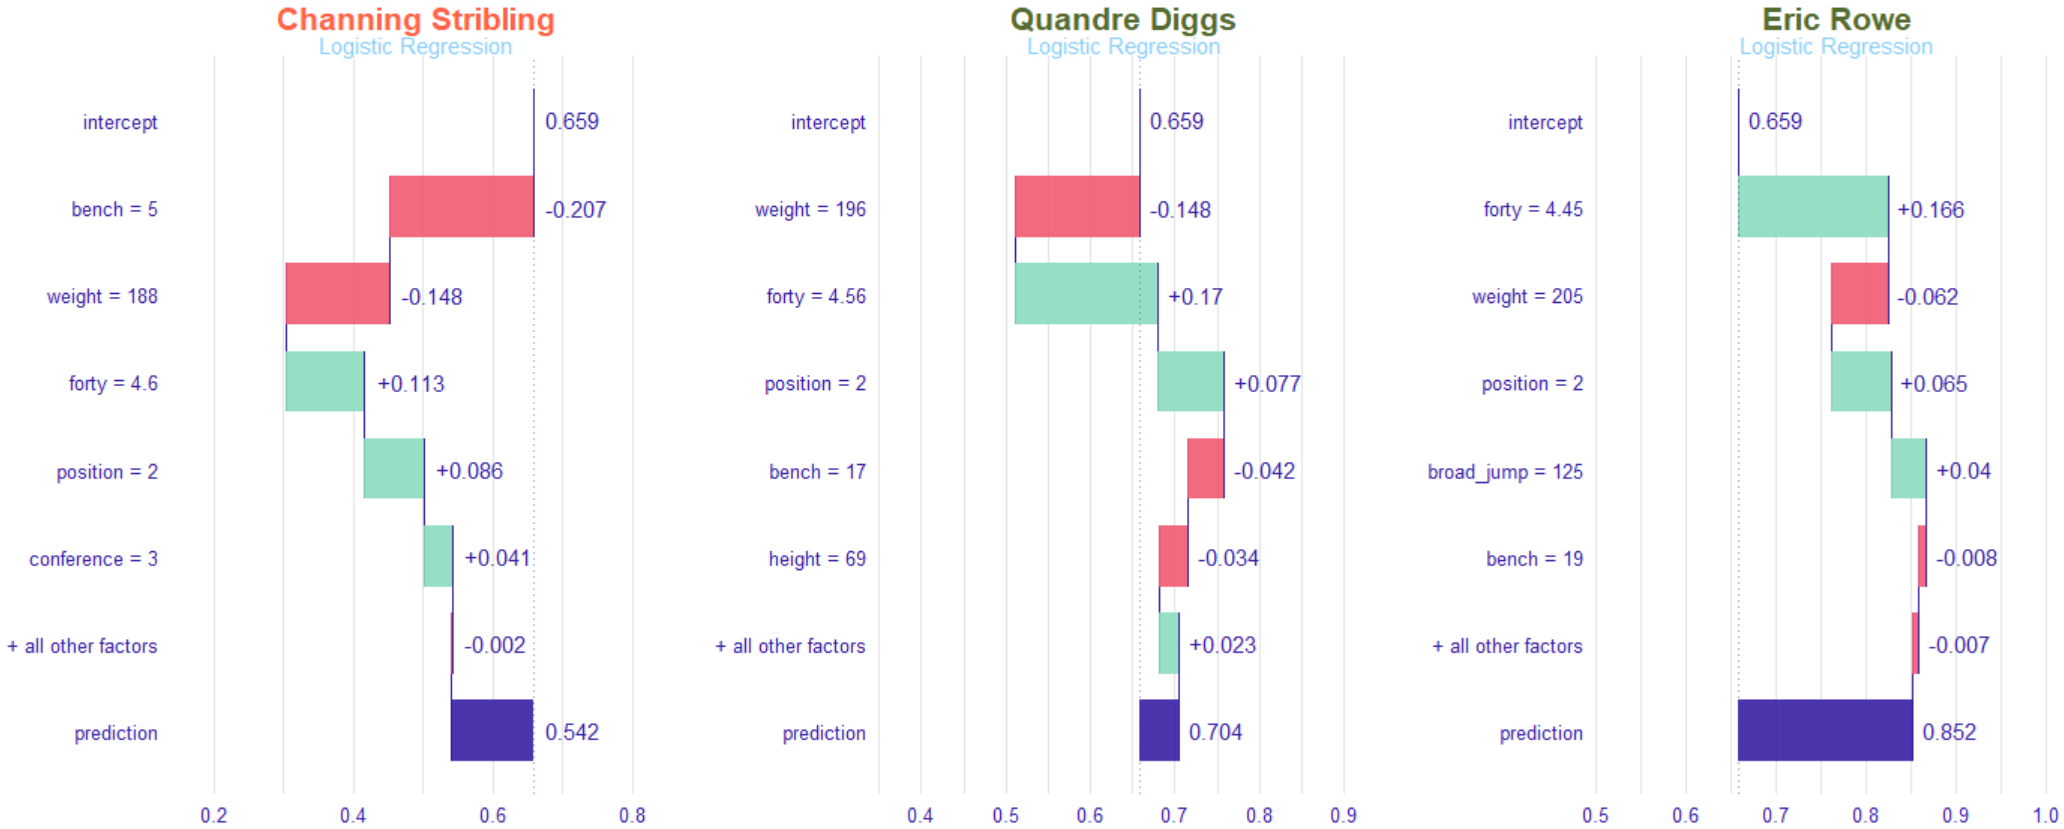 Channing Stribling
Logistic Regression
intercept
0.659
bench = 5
-0.207
weight = 188
-0.148
forty = 4.6
+0.113
position = 2
+0.086
conference = 3
+0.041
+ all other factors
-0.002
prediction
0.542
0.2 0.4 0.6 0.8
Quandre Diggs
Logistic Regression
intercept
0.659
weight = 196
-0.148
forty = 4.56
+0.17
position = 2
+0.077
bench = 17
-0.042
height = 69
-0.034
+ all other factors
+0.023
prediction
0.704
0.4 0.5 0.6 0.7 0.8 0.9
Eric Rowe
Logistic Regression
intercept
0.659
forty = 4.45
+0.166
weight = 205
-0.062
position = 2
+0.065
broad_jump = 125
+0.04
bench = 19
-0.008
+ all other factors
-0.007
prediction
0.852
0.5 0.6 0.7 0.8 0.9 1.0